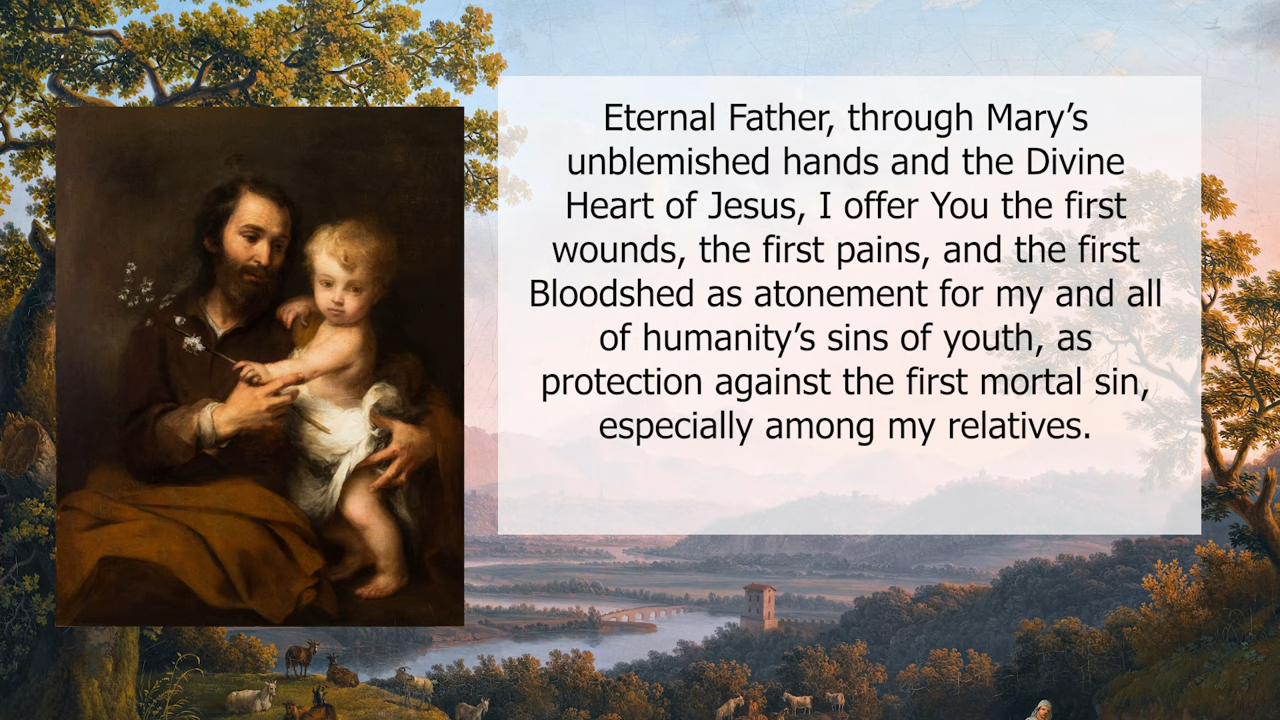 Eternal Father, through Mary’s
unblemished hands and the Divine
Heart of Jesus, I offer You the first
wounds, the first pains, and the first
Bloodshed as atonement for my and all
of humanity’s sins of youth, as
protection against the first mortal sin,
especially among my relatives.